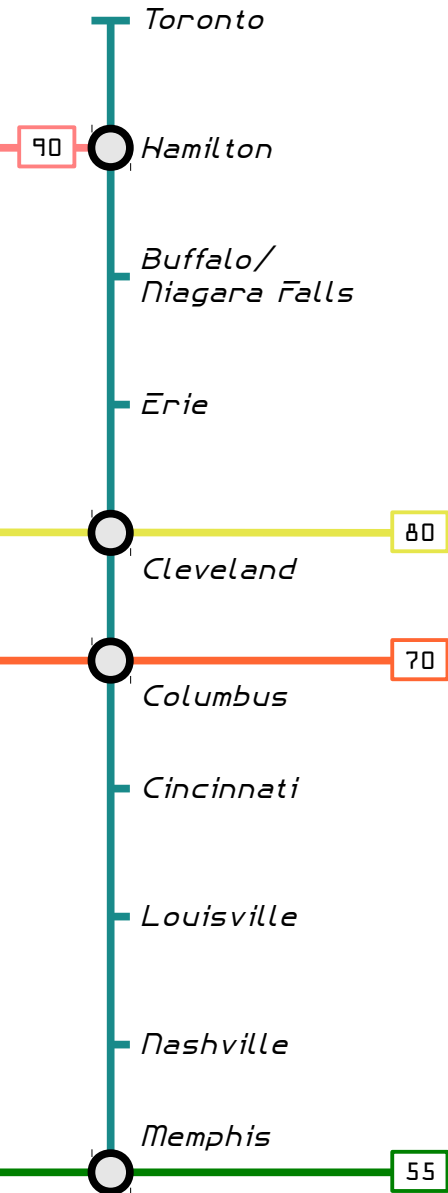 Toronto
90
Hamilton
Buffalo/
Niagara Falls
Erie
80
Cleveland
70
Columbus
Cincinnati
Louisville
Nashville
Memphis
55